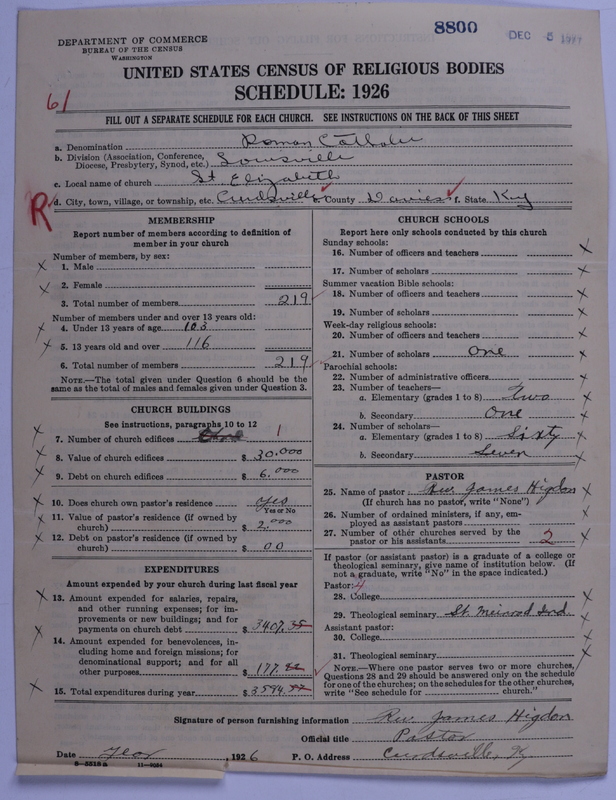 8800 DEC 5 192
DEPARTMENT OF COMMERCE
BUREAU OF THE CENSUS
WASHINGTON
UNITED STATES CENSUS OF RELIGIOUS BODIES
SCHEDULE: 1926
61
FILL OUT A SEPARATE SCHEDULE FOR EACH CHURCH. SEE INSTRUCTIONS ON THE BACK OF THIS SHEET
a. Denomination Roman Catholic
b. Division (Association, Conference, Diocese, Presbytery, Synod, etc.) Louisville
c. Local name of church St Elizabeth
R d. City, town, village, or township, etc. Curdsville e. County Daviess f. State Ky
MEMBERSHIP
Report number of members according to definition of
member in your church
Number of members, by sex:
1. Male
2. Female
3. Total number of members 219
Number of members under and over 13 years old:
4. Under 13 years of age 103
5. 13 years old and over 116
6. Total number of members 219
NOTE.—The total given under Question 6 should be the
same as the total of males and females given under Question 3.
CHURCH BUILDINGS
See instructions, paragraphs 10 to 12
7. Number of church edifices 1
8. Value of church edifices $ 30.000
9. Debt on church edifices $ 6.000
10. Does church own pastor's residence yes
Yes or No
11. Value of pastor's residence (if owned by
church) $ 2.000
12. Debt on pastor's residence (if owned by
church) $ 00
EXPENDITURES
Amount expended by your church during last fiscal year
13. Amount expended for salaries, repairs,
and other running expenses; for im-
provements or new buildings; and for
payments on church debt $ 3407.35
14. Amount expended for benevolences, in-
cluding home and foreign missions; for
denominational support; and for all
other purposes $ 177.
15. Total expenditures during year $ 3594.
CHURCH SCHOOLS
Report here only schools conducted by this church
Sunday schools:
16. Number of officers and teachers
17. Number of scholars
Summer vacation Bible schools:
18. Number of officers and teachers
19. Number of scholars
Week-day religious schools:
20. Number of officers and teachers
21. Number of scholars One
Parochial schools:
22. Number of administrative officers
23. Number of teachers—
a. Elementary (grades 1 to 8) Two
b. Secondary One
24. Number of scholars—
a. Elementary (grades 1 to 8) Sixty
b. Secondary Seven
PASTOR
25. Name of pastor Rev. James Higdon
(If church has no pastor, write "None")
26. Number of ordained ministers, if any, em-
ployed as assistant pastors
27. Number of other churches served by the
pastor or his assistants 2
If pastor (or assistant pastor) is a graduate of a college or
theological seminary, give name of institution below. (If
not a graduate, write "No" in the space indicated.)
Pastor:
28. College
29. Theological seminary St. Meinrad Ind.
Assistant pastor:
30. College
31. Theological seminary
NOTE.—Where one pastor serves two or more churches,
Questions 28 and 29 should be answered only on the schedule
for one of the churches; on the schedules for the other churches,
write "See schedule for church."
Signature of person furnishing information Rev. James Higdon
Official title Pastor
Date Year, 1926 P. O. Address Curdsville, Ky
8-3515a 11-9024